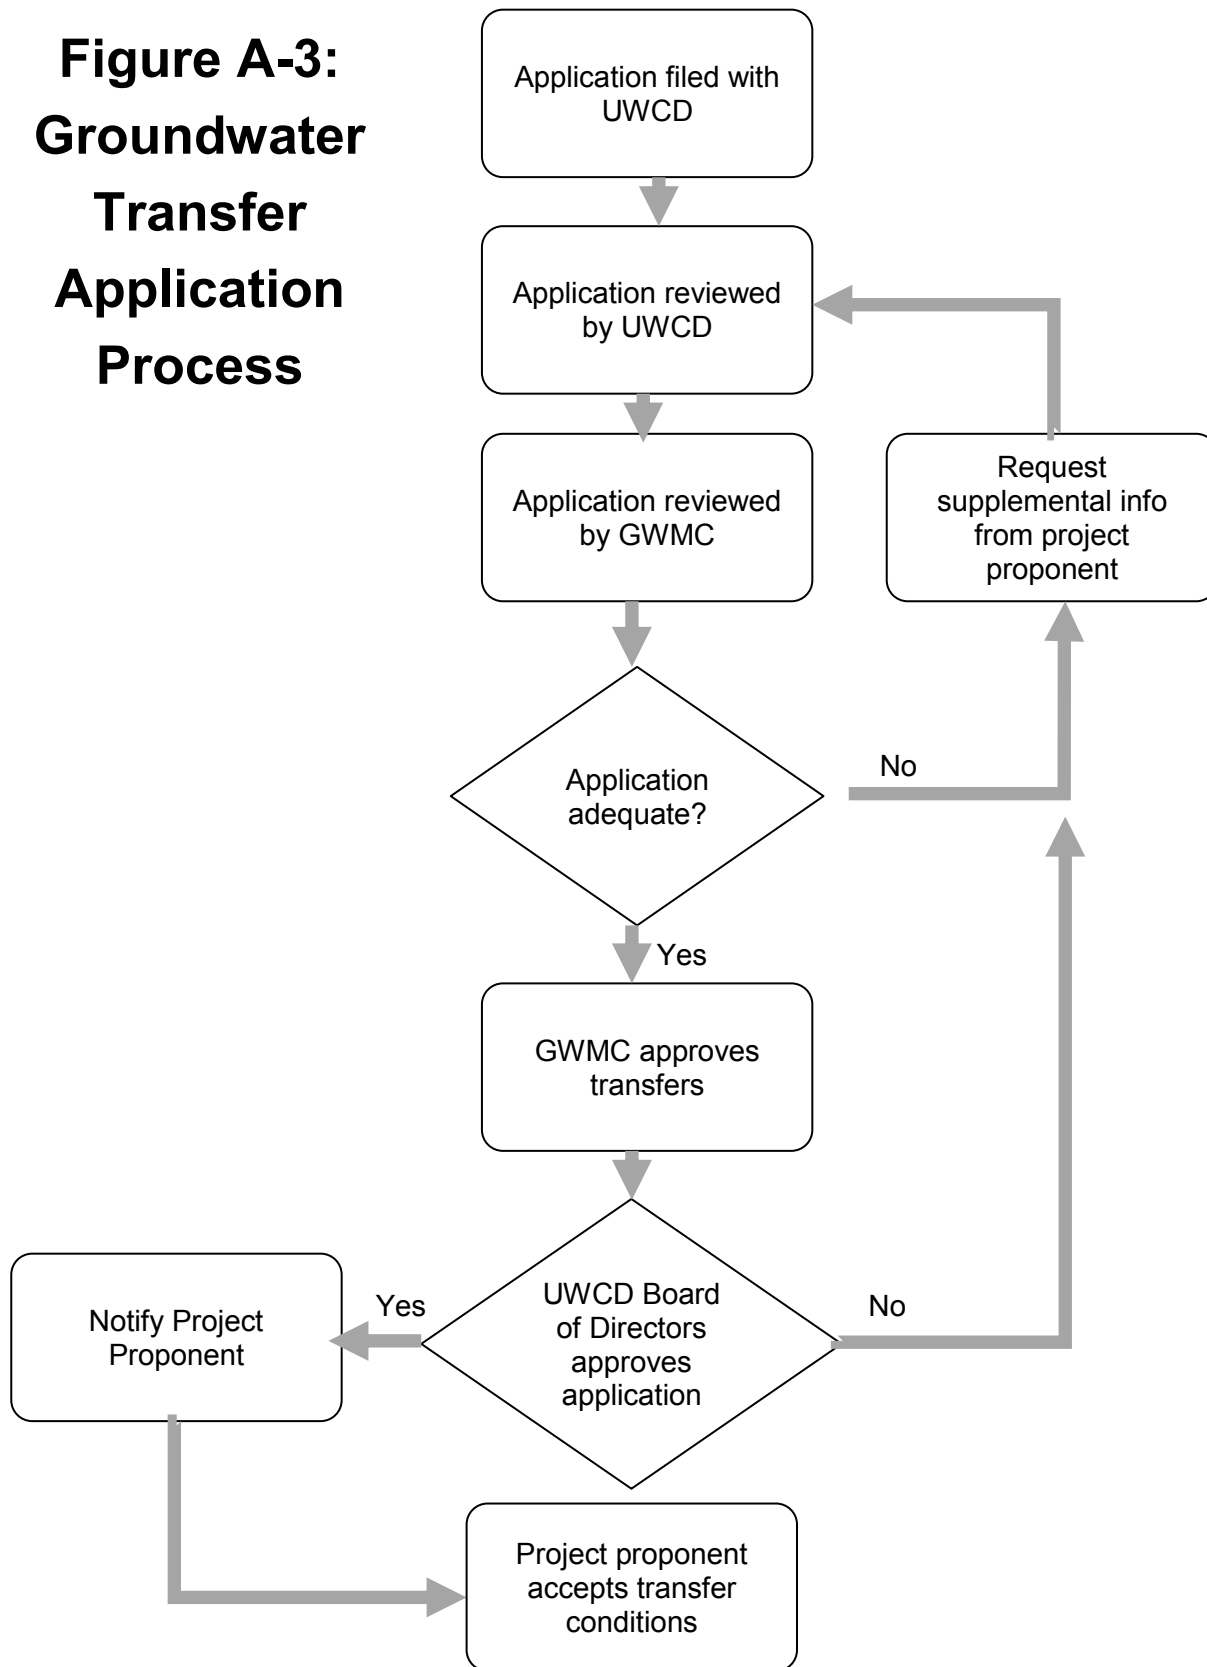 Figure A-3:
Groundwater
Transfer
Application
Process
Application filed with
UWCD
Application reviewed
by UWCD
Application reviewed
by GWMC
Request
supplemental info
from project
proponent
Application
adequate?
No
Yes
GWMC approves
transfers
UWCD Board
of Directors
approves
application
Yes
No
Notify Project
Proponent
Project proponent
accepts transfer
conditions